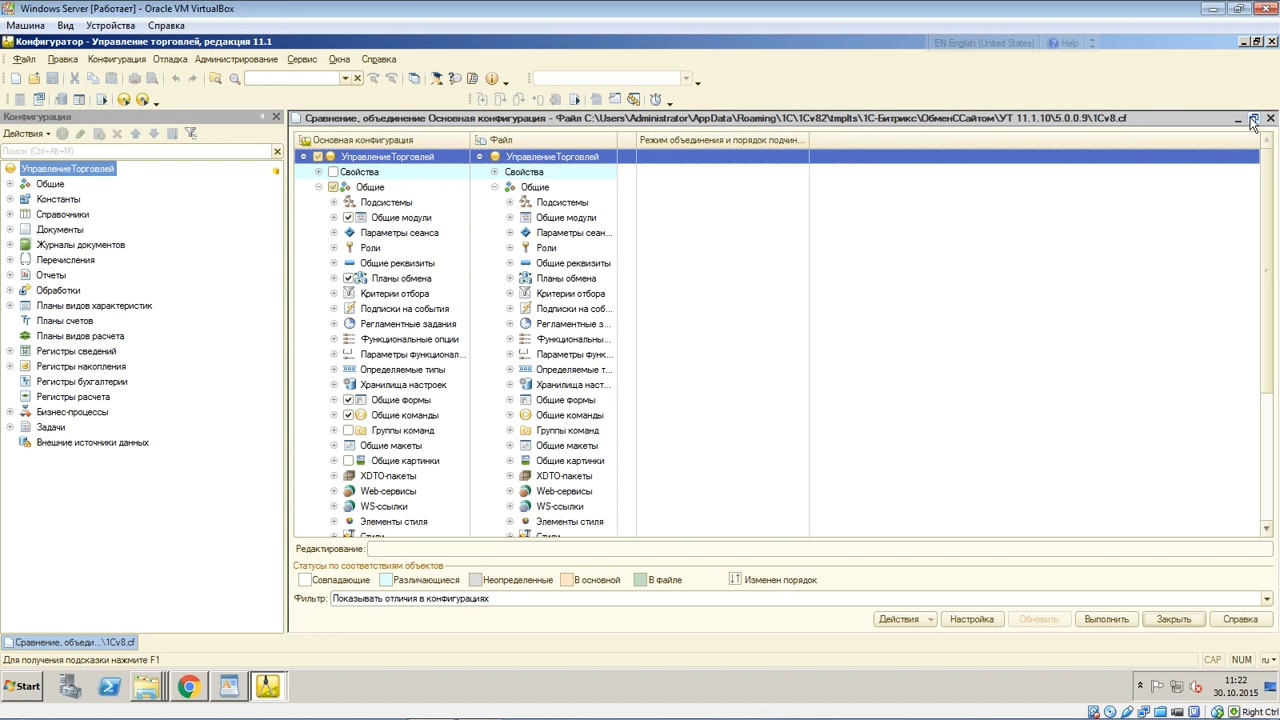 Windows Server [Работает] - Oracle VM VirtualBox
Машина Вид Устройства Справка
Конфигуратор - Управление торговлей, редакция 11.1
EN English (United States) Help
Файл Правка Конфигурация Отладка Администрирование Сервис Окна Справка
Конфигурация
Действия
Поиск (Ctrl+Alt+M)
УправлениеТорговлей
Общие
Константы
Справочники
Документы
Журналы документов
Перечисления
Отчеты
Обработки
Планы видов характеристик
Планы счетов
Планы видов расчета
Регистры сведений
Регистры накопления
Регистры бухгалтерии
Регистры расчета
Бизнес-процессы
Задачи
Внешние источники данных
Сравнение, объединение Основная конфигурация - Файл C:\Users\Administrator\AppData\Roaming\1C\1Cv82\tmplts\1С-Битрикс\ОбменССайтом\УТ 11.1.10\5.0.0.9\1Cv8.cf
Основная конфигурация Файл Режим объединения и порядок подчин...
УправлениеТорговлей УправлениеТорговлей
Свойства Свойства
Общие Общие
Подсистемы Подсистемы
Общие модули Общие модули
Параметры сеанса Параметры сеан...
Роли Роли
Общие реквизиты Общие реквизиты
Планы обмена Планы обмена
Критерии отбора Критерии отбора
Подписки на события Подписки на соб...
Регламентные задания Регламентные з...
Функциональные опции Функциональны...
Параметры функционал... Параметры функ...
Определяемые типы Определяемые т...
Хранилища настроек Хранилища наст...
Общие формы Общие формы
Общие команды Общие команды
Группы команд Группы команд
Общие макеты Общие макеты
Общие картинки Общие картинки
XDTO-пакеты XDTO-пакеты
Web-сервисы Web-сервисы
WS-ссылки WS-ссылки
Элементы стиля Элементы стиля
Стили Стили
Редактирование:
Статусы по соответствиям объектов
Совпадающие Различающиеся Неопределенные В основной В файле Изменен порядок
Фильтр: Показывать отличия в конфигурациях
Действия Настройка Обновить Выполнить Закрыть Справка
Сравнение, объеди...\1Cv8.cf
Для получения подсказки нажмите F1 CAP NUM ru
Start 11:22
30.10.2015
Right Ctrl